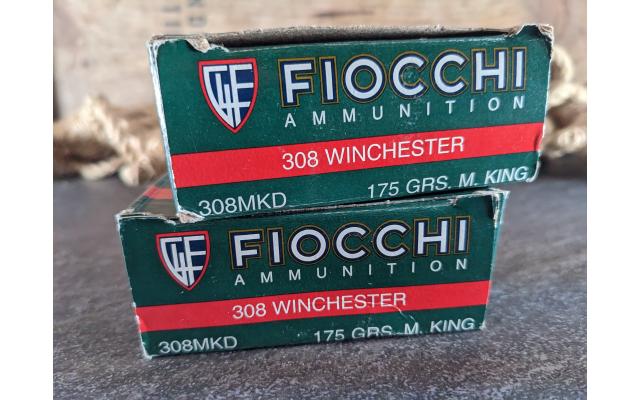 FIOCCHI
AMMUNITION
308 WINCHESTER
308MKD 175 GRS. M. KING
FIOCCHI
AMMUNITION
308 WINCHESTER
308MKD 175 GRS. M. KING